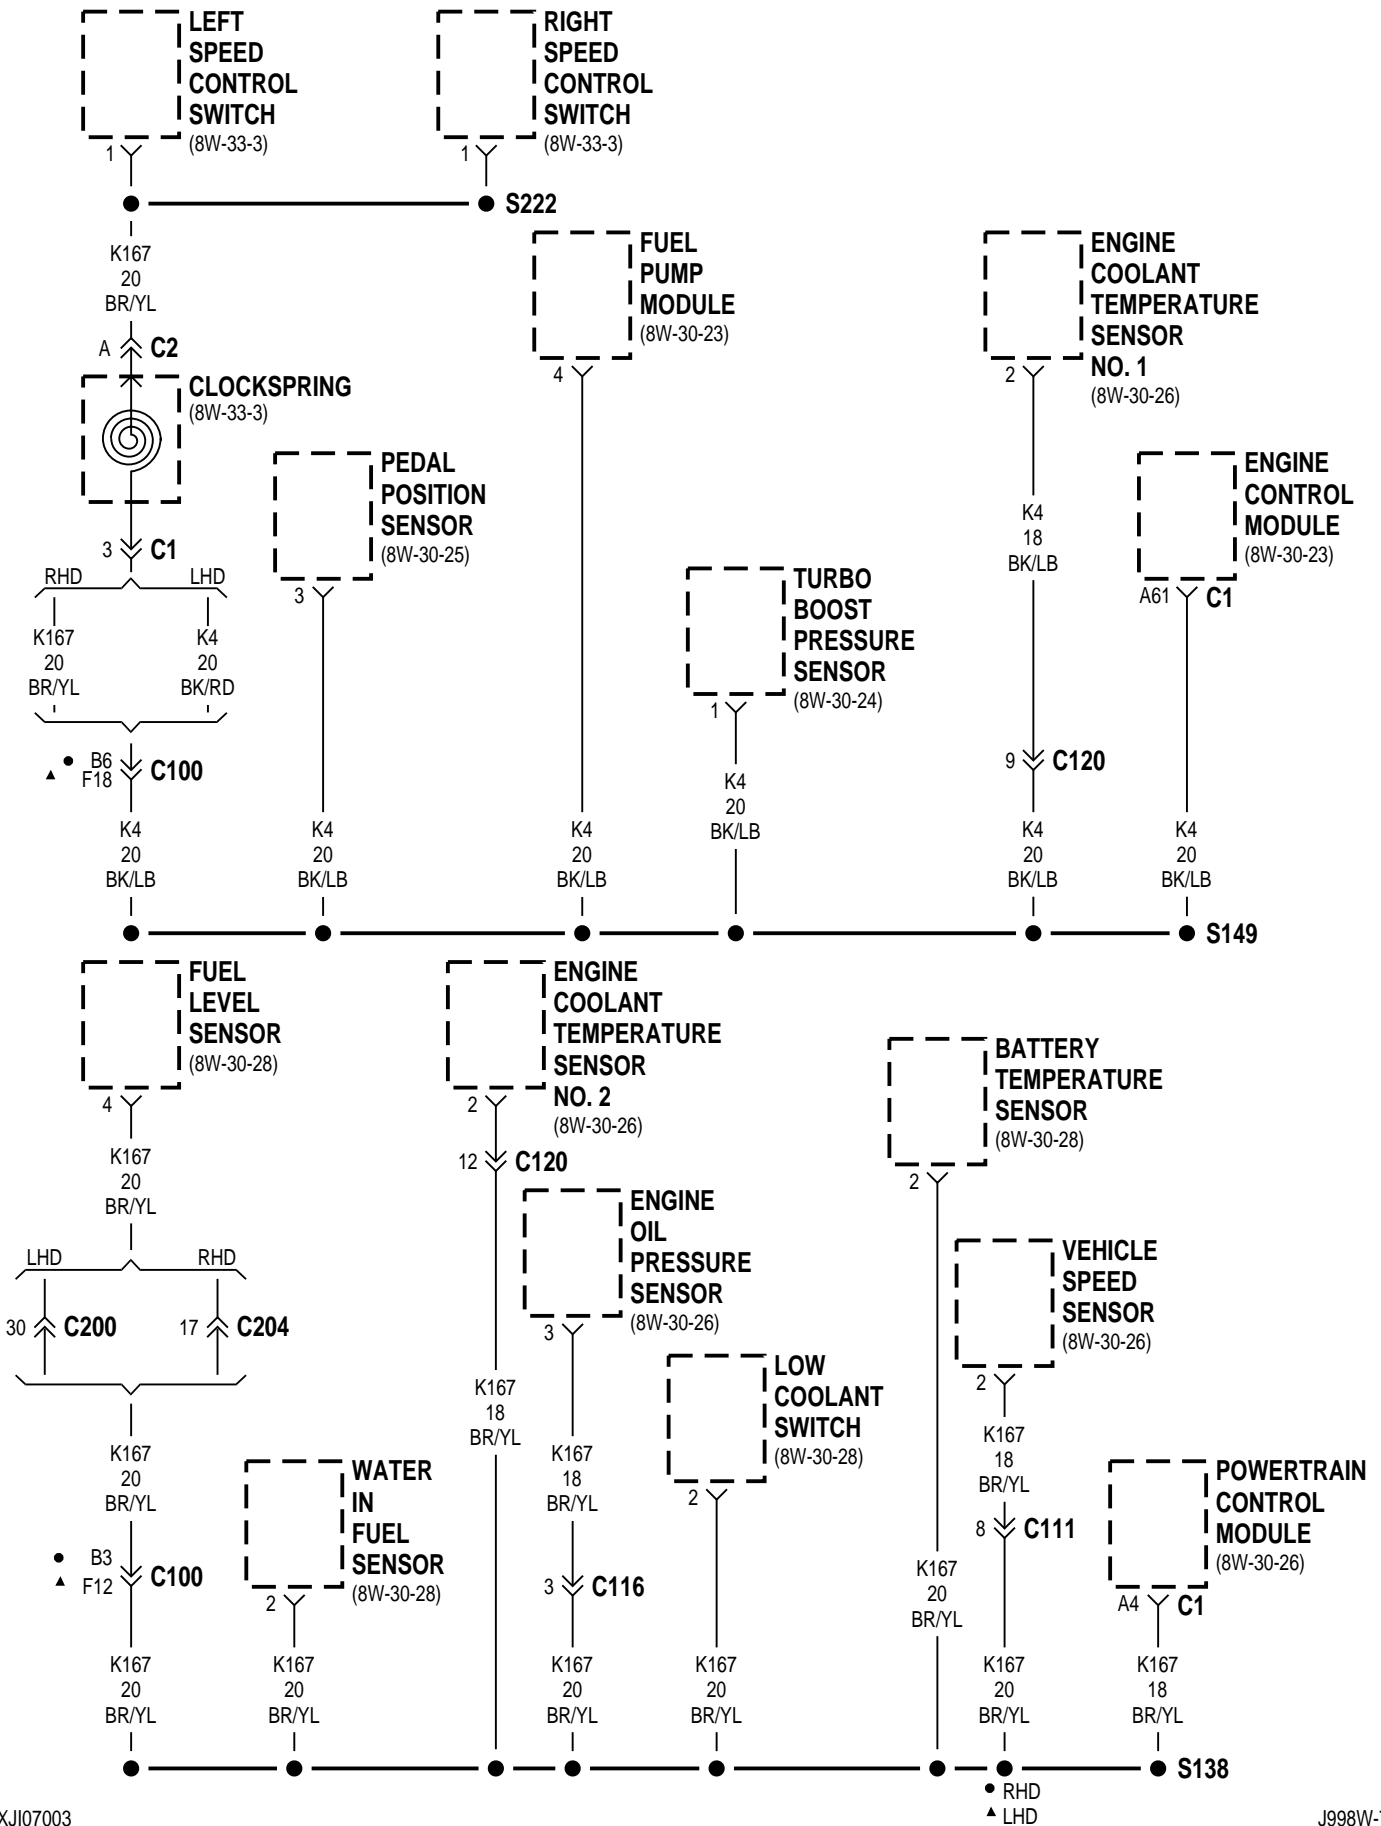 LEFT
SPEED
CONTROL
SWITCH
(8W-33-3)
1
RIGHT
SPEED
CONTROL
SWITCH
(8W-33-3)
1
S222
K167
20
BR/YL
A
C2
CLOCKSPRING
(8W-33-3)
3
C1
RHD
LHD
K167
20
BR/YL
K4
20
BK/RD
● B6
▲ F18
C100
K4
20
BK/LB
PEDAL
POSITION
SENSOR
(8W-30-25)
3
K4
20
BK/LB
FUEL
PUMP
MODULE
(8W-30-23)
4
K4
20
BK/LB
TURBO
BOOST
PRESSURE
SENSOR
(8W-30-24)
1
K4
20
BK/LB
ENGINE
COOLANT
TEMPERATURE
SENSOR
NO. 1
(8W-30-26)
2
K4
18
BK/LB
9
C120
K4
20
BK/LB
ENGINE
CONTROL
MODULE
(8W-30-23)
A61
C1
K4
20
BK/LB
S149
FUEL
LEVEL
SENSOR
(8W-30-28)
4
K167
20
BR/YL
LHD
RHD
30
C200
17
C204
K167
20
BR/YL
● B3
▲ F12
C100
K167
20
BR/YL
WATER
IN
FUEL
SENSOR
(8W-30-28)
2
K167
20
BR/YL
ENGINE
COOLANT
TEMPERATURE
SENSOR
NO. 2
(8W-30-26)
2
12
C120
K167
18
BR/YL
ENGINE
OIL
PRESSURE
SENSOR
(8W-30-26)
3
K167
18
BR/YL
3
C116
K167
20
BR/YL
LOW
COOLANT
SWITCH
(8W-30-28)
2
K167
20
BR/YL
BATTERY
TEMPERATURE
SENSOR
(8W-30-28)
2
K167
20
BR/YL
VEHICLE
SPEED
SENSOR
(8W-30-26)
2
K167
18
BR/YL
8
C111
K167
20
BR/YL
POWERTRAIN
CONTROL
MODULE
(8W-30-26)
A4
C1
K167
18
BR/YL
S138
● RHD
▲ LHD
XJI07003